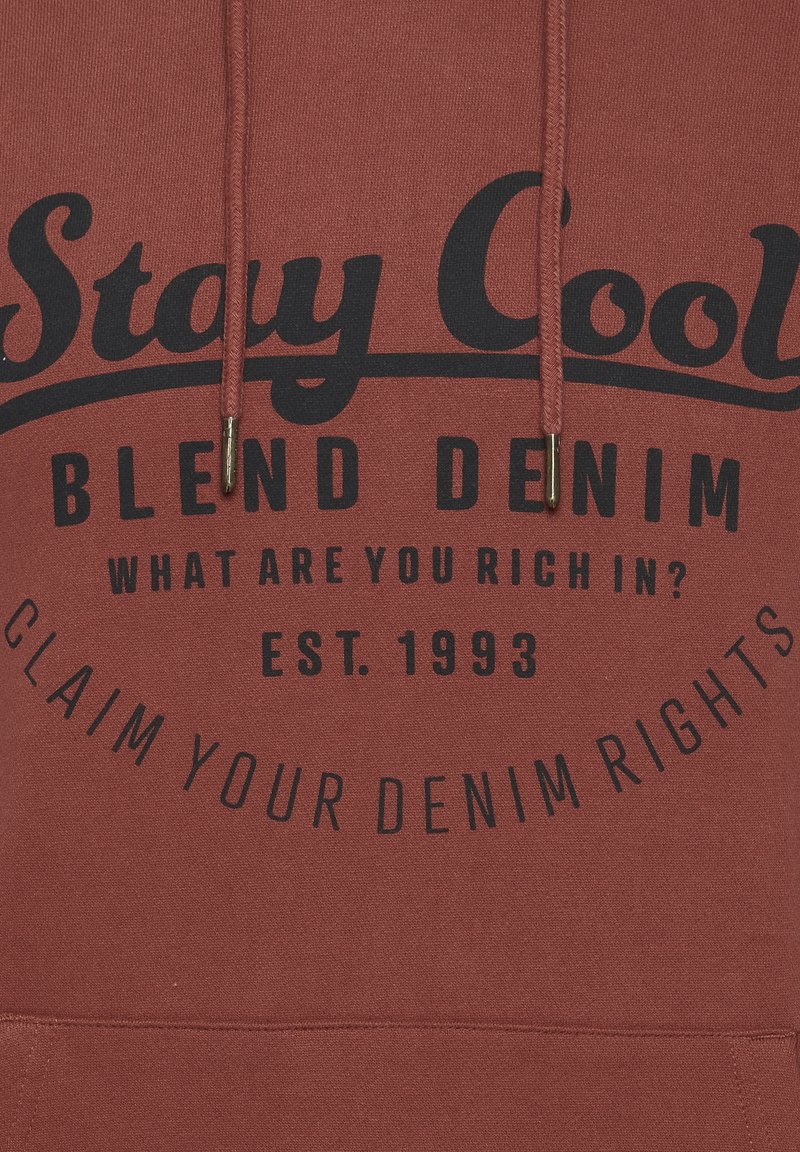 Stay Cool
BLEND DENIM
WHAT ARE YOU RICH IN?
EST. 1993
CLAIM YOUR DENIM RIGHTS